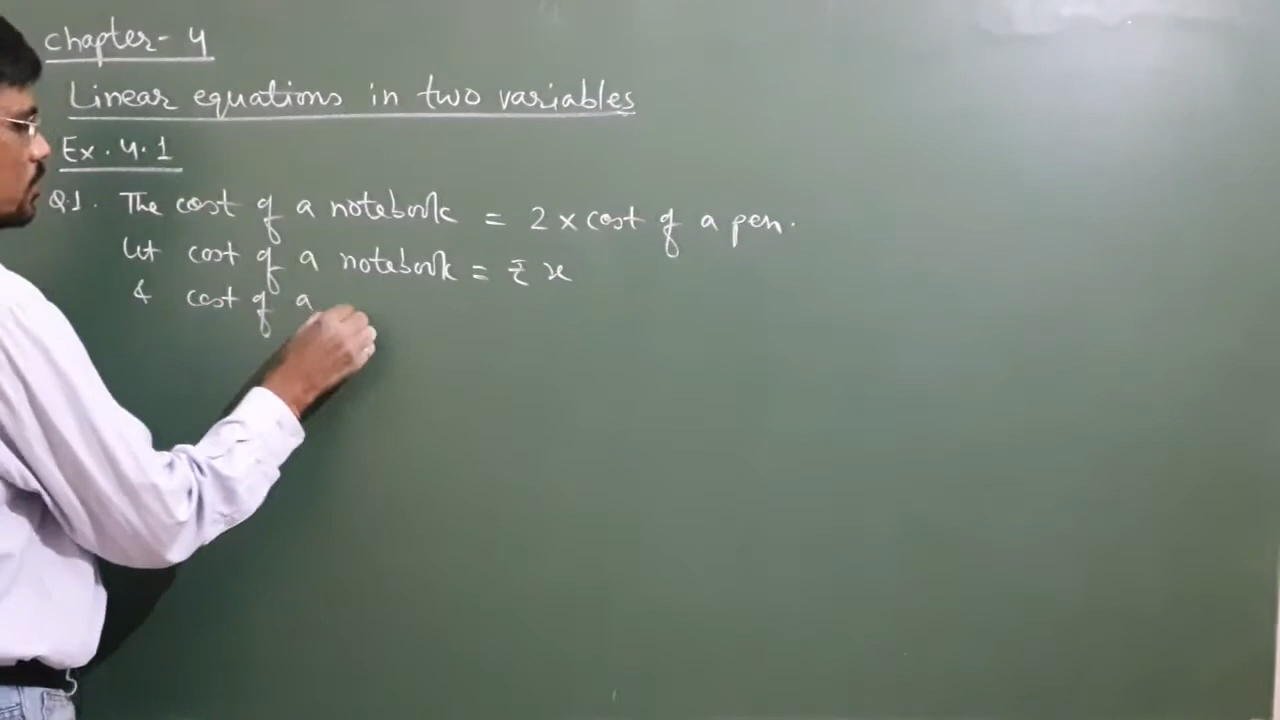 Chapter- 4
Linear equations in two variables
Ex. 4.1
Q.1. The cost of a notebook = 2 x cost of a pen.
Let cost of a notebook = ₹ x
& cost of a